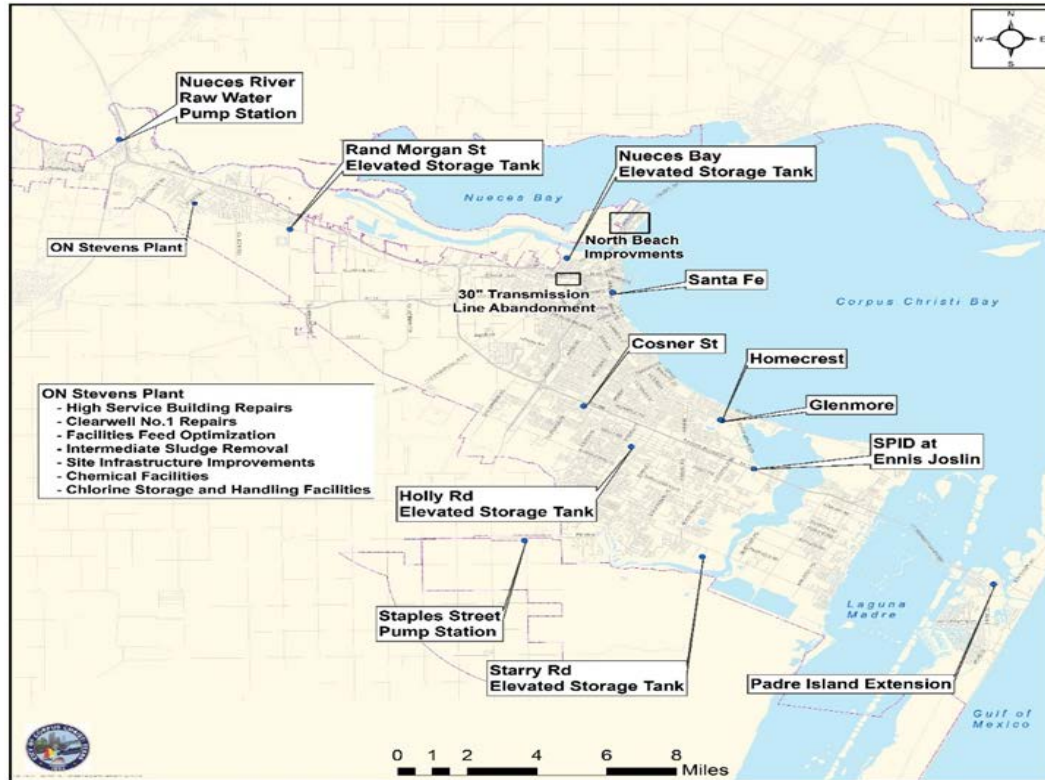 N
W E
S
Nueces River
Raw Water
Pump Station
Rand Morgan St
Elevated Storage Tank
Nueces Bay
Elevated Storage Tank
Nueces Bay
ON Stevens Plant
North Beach
Improvments
30" Transmission
Line Abandonment
Santa Fe
Corpus Christi Bay
Cosner St
Homecrest
Glenmore
ON Stevens Plant
- High Service Building Repairs
- Clearwell No.1 Repairs
- Facilities Feed Optimization
- Intermediate Sludge Removal
- Site Infrastructure Improvements
- Chemical Facilities
- Chlorine Storage and Handling Facilities
SPID at
Ennis Joslin
Holly Rd
Elevated Storage Tank
Staples Street
Pump Station
Laguna
Madre
Starry Rd
Elevated Storage Tank
Padre Island Extension
Gulf of
Mexico
0 1 2 4 6 8
Miles